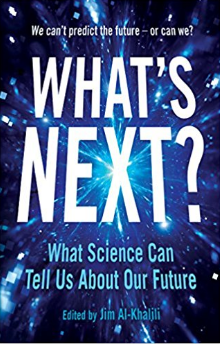 We can't predict the future – or can we?
WHAT'S
NEXT?
What Science Can
Tell Us About Our Future
Edited by Jim Al-Khalili